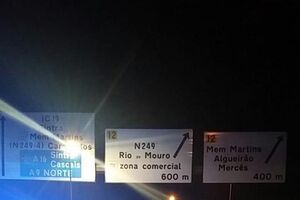 IC 19
Sintra
Mem Martins
(N249-4) Campo
A16
Sintra
Cascais
A9 NORTE
12
N249
Rio de Mouro
zona comercial
600 m
12
Mem Martins
Algueirão
Mercês
400 m